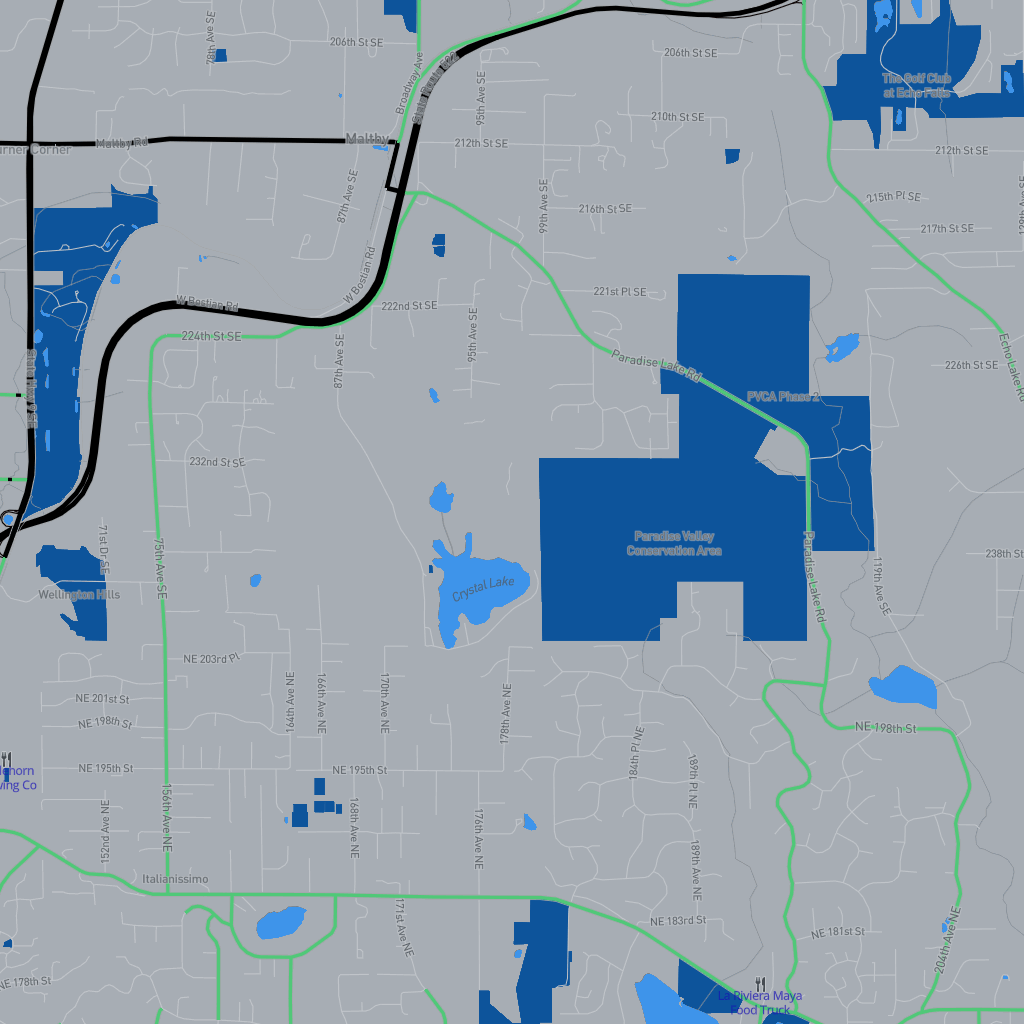 78th Ave SE
206th St SE
Broadway Ave
State Route 522
95th Ave SE
206th St SE
The Golf Club
at Echo Falls
210th St SE
Maltby Rd
Maltby
212th St SE
212th St SE
87th Ave SE
99th Ave SE
216th St SE
215th Pl SE
217th St SE
W Bostian Rd
W Bostian Rd
222nd St SE
221st Pl SE
224th St SE
95th Ave SE
87th Ave SE
Paradise Lake Rd
226th St SE
Echo Lake Rd
PVCA Phase 2
232nd St SE
71st Dr SE
75th Ave SE
Paradise Valley
Conservation Area
Paradise Lake Rd
238th St SE
119th Ave SE
Crystal Lake
Wellington Hills
NE 203rd Pl
NE 201st St
NE 198th St
164th Ave NE
166th Ave NE
170th Ave NE
178th Ave NE
NE 198th St
184th Pl NE
189th Pl NE
NE 195th St
NE 195th St
152nd Ave NE
156th Ave NE
168th Ave NE
176th Ave NE
189th Ave NE
Italianissimo
171st Ave NE
NE 183rd St
NE 181st St
204th Ave NE
NE 178th St
La Riviera Maya
Food Truck